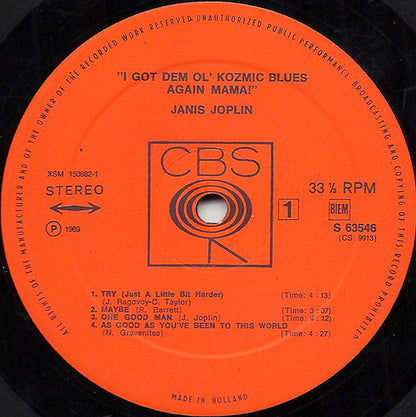 ALL RIGHTS OF THE MANUFACTURER AND OF THE OWNER OF THE RECORDED WORK RESERVED. UNAUTHORIZED PUBLIC PERFORMANCE, BROADCASTING AND COPYING OF THIS RECORD PROHIBITED
"I GOT DEM OL' KOZMIC BLUES
AGAIN MAMA!"
JANIS JOPLIN
CBS
XSM 150682-1
STEREO
33 ⅓ RPM
1
BIEM
S 63546
(CS 9913)
Ⓟ 1969
1. TRY (Just A Little Bit Harder) (Time: 4:13)
(J. Ragovoy-C. Taylor)
2. MAYBE (R. Barrett) (Time: 3:37)
3. ONE GOOD MAN (J. Joplin) (Time: 4:12)
4. AS GOOD AS YOU'VE BEEN TO THIS WORLD
(N. Gravenites) (Time: 4:27)
MADE IN HOLLAND